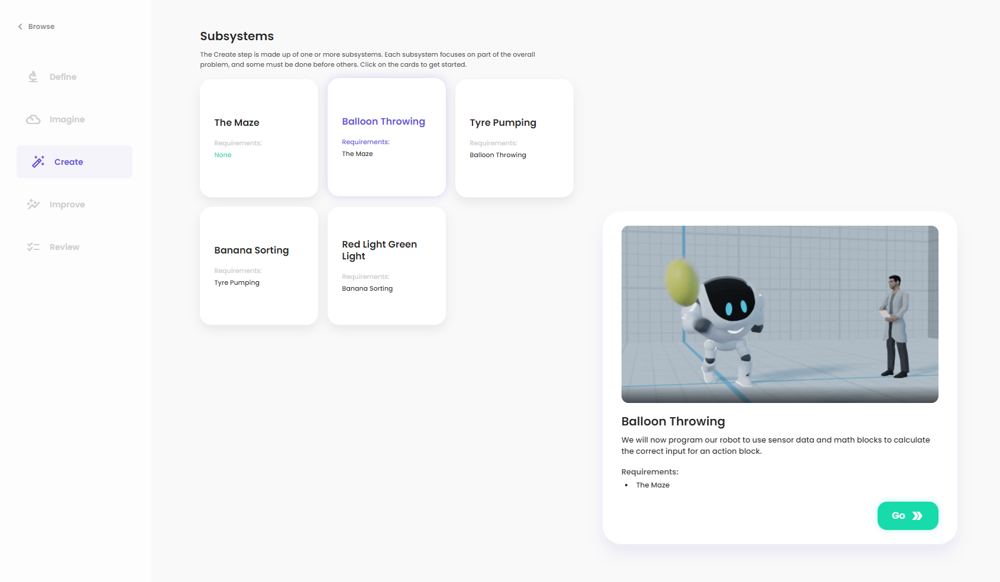 Browse
Define
Imagine
Create
Improve
Review
Subsystems
The Create step is made up of one or more subsystems. Each subsystem focuses on part of the overall
problem, and some must be done before others. Click on the cards to get started.
The Maze
Requirements:
None
Balloon Throwing
Requirements:
The Maze
Tyre Pumping
Requirements:
Balloon Throwing
Banana Sorting
Requirements:
Tyre Pumping
Red Light Green
Light
Requirements:
Banana Sorting
Balloon Throwing
We will now program our robot to use sensor data and math blocks to calculate
the correct input for an action block.
Requirements:
• The Maze
Go